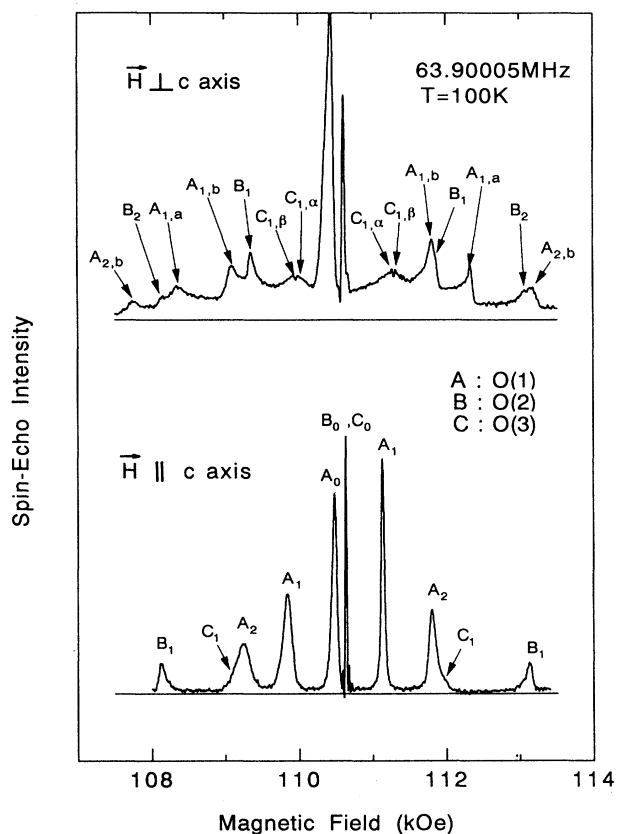 H ⊥ c axis
63.90005MHz
T=100K
A2,b
B2
A1,a
A1,b
B1
C1,β
C1,α
C1,α
C1,β
A1,b
B1
A1,a
B2
A2,b
Spin-Echo Intensity
A : O(1)
B : O(2)
C : O(3)
H || c axis
B0 ,C0
A0
A1
A1
A2
C1
A2
C1
B1
B1
108
110
112
114
Magnetic Field (kOe)